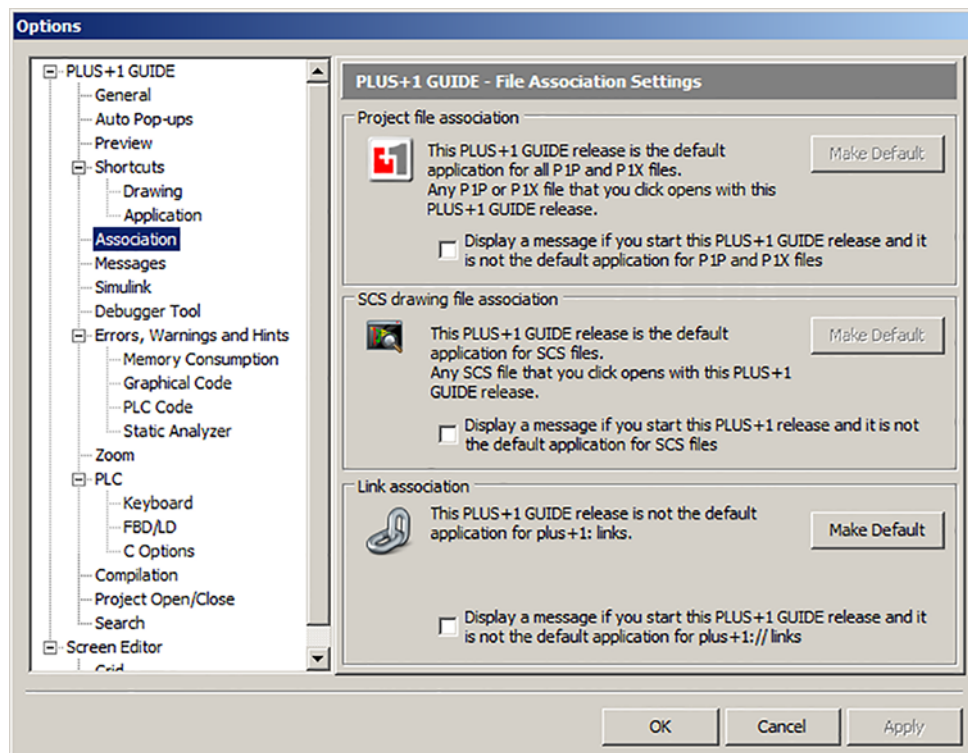 Options
PLUS+1 GUIDE
General
Auto Pop-ups
Preview
Shortcuts
Drawing
Application
Association
Messages
Simulink
Debugger Tool
Errors, Warnings and Hints
Memory Consumption
Graphical Code
PLC Code
Static Analyzer
Zoom
PLC
Keyboard
FBD/LD
C Options
Compilation
Project Open/Close
Search
Screen Editor
Grid
PLUS+1 GUIDE - File Association Settings
Project file association
This PLUS+1 GUIDE release is the default
application for all P1P and P1X files.
Any P1P or P1X file that you click opens with this
PLUS+1 GUIDE release.
Make Default
Display a message if you start this PLUS+1 GUIDE release and it
is not the default application for P1P and P1X files
SCS drawing file association
This PLUS+1 GUIDE release is the default
application for SCS files.
Any SCS file that you click opens with this PLUS+1
GUIDE release.
Make Default
Display a message if you start this PLUS+1 release and it is not
the default application for SCS files
Link association
This PLUS+1 GUIDE release is not the default
application for plus+1: links.
Make Default
Display a message if you start this PLUS+1 GUIDE release and it
is not the default application for plus+1:// links
OK
Cancel
Apply